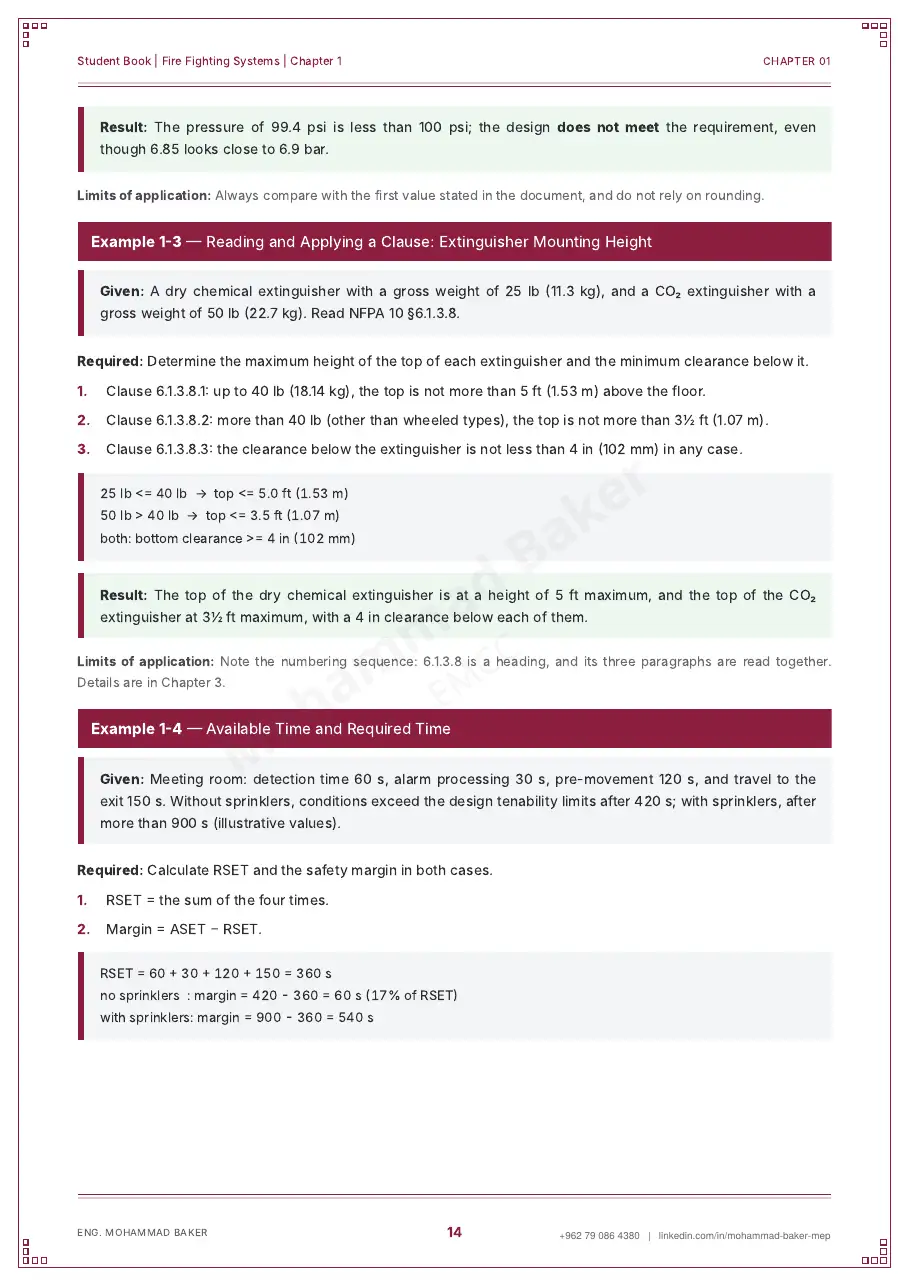 Student Book | Fire Fighting Systems | Chapter 1
CHAPTER 01
Result: The pressure of 99.4 psi is less than 100 psi; the design does not meet the requirement, even
though 6.85 looks close to 6.9 bar.
Limits of application: Always compare with the first value stated in the document, and do not rely on rounding.
Example 1-3 — Reading and Applying a Clause: Extinguisher Mounting Height
Given: A dry chemical extinguisher with a gross weight of 25 lb (11.3 kg), and a CO₂ extinguisher with a
gross weight of 50 lb (22.7 kg). Read NFPA 10 §6.1.3.8.
Required: Determine the maximum height of the top of each extinguisher and the minimum clearance below it.
1. Clause 6.1.3.8.1: up to 40 lb (18.14 kg), the top is not more than 5 ft (1.53 m) above the floor.
2. Clause 6.1.3.8.2: more than 40 lb (other than wheeled types), the top is not more than 3½ ft (1.07 m).
3. Clause 6.1.3.8.3: the clearance below the extinguisher is not less than 4 in (102 mm) in any case.
25 lb <= 40 lb → top <= 5.0 ft (1.53 m)
50 lb > 40 lb → top <= 3.5 ft (1.07 m)
both: bottom clearance >= 4 in (102 mm)
Result: The top of the dry chemical extinguisher is at a height of 5 ft maximum, and the top of the CO₂
extinguisher at 3½ ft maximum, with a 4 in clearance below each of them.
Limits of application: Note the numbering sequence: 6.1.3.8 is a heading, and its three paragraphs are read together.
Details are in Chapter 3.
Example 1-4 — Available Time and Required Time
Given: Meeting room: detection time 60 s, alarm processing 30 s, pre-movement 120 s, and travel to the
exit 150 s. Without sprinklers, conditions exceed the design tenability limits after 420 s; with sprinklers, after
more than 900 s (illustrative values).
Required: Calculate RSET and the safety margin in both cases.
1. RSET = the sum of the four times.
2. Margin = ASET − RSET.
RSET = 60 + 30 + 120 + 150 = 360 s
no sprinklers : margin = 420 - 360 = 60 s (17% of RSET)
with sprinklers: margin = 900 - 360 = 540 s
Mohammad Baker
EMCC
ENG. MOHAMMAD BAKER
14
+962 79 086 4380 | linkedin.com/in/mohammad-baker-mep